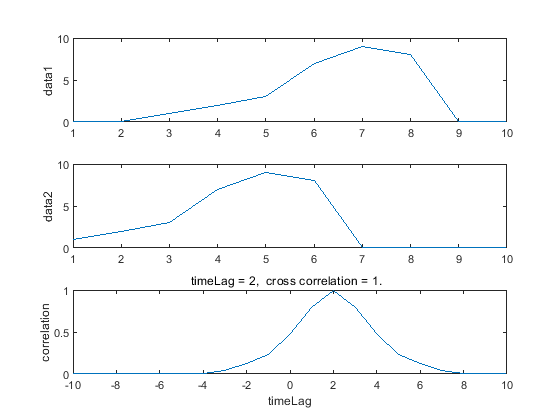 10
5
0
data1
1 2 3 4 5 6 7 8 9 10
10
5
0
data2
1 2 3 4 5 6 7 8 9 10
timeLag = 2,  cross correlation = 1.
1
0.5
0
correlation
-10 -8 -6 -4 -2 0 2 4 6 8 10
timeLag